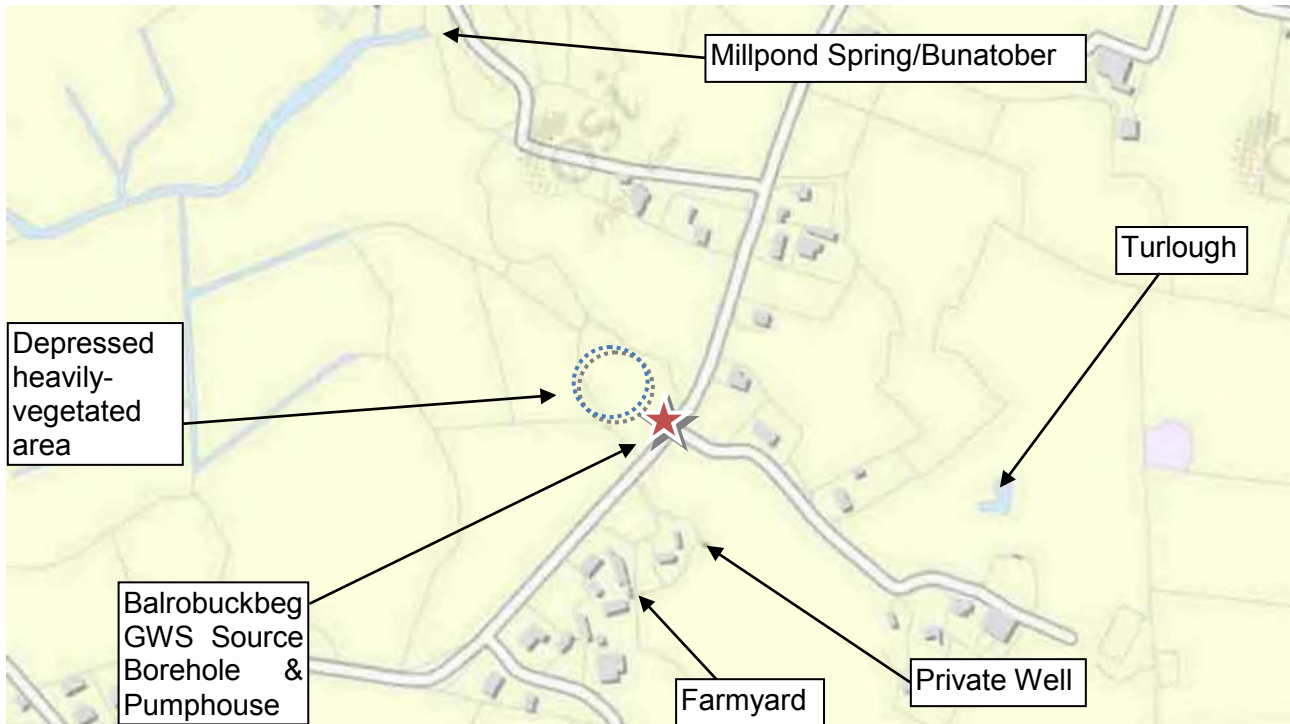 Millpond Spring/Bunatober
Turlough
Depressed
heavily-
vegetated
area
Balrobuckbeg
GWS Source
Borehole &
Pumphouse
Farmyard
Private Well